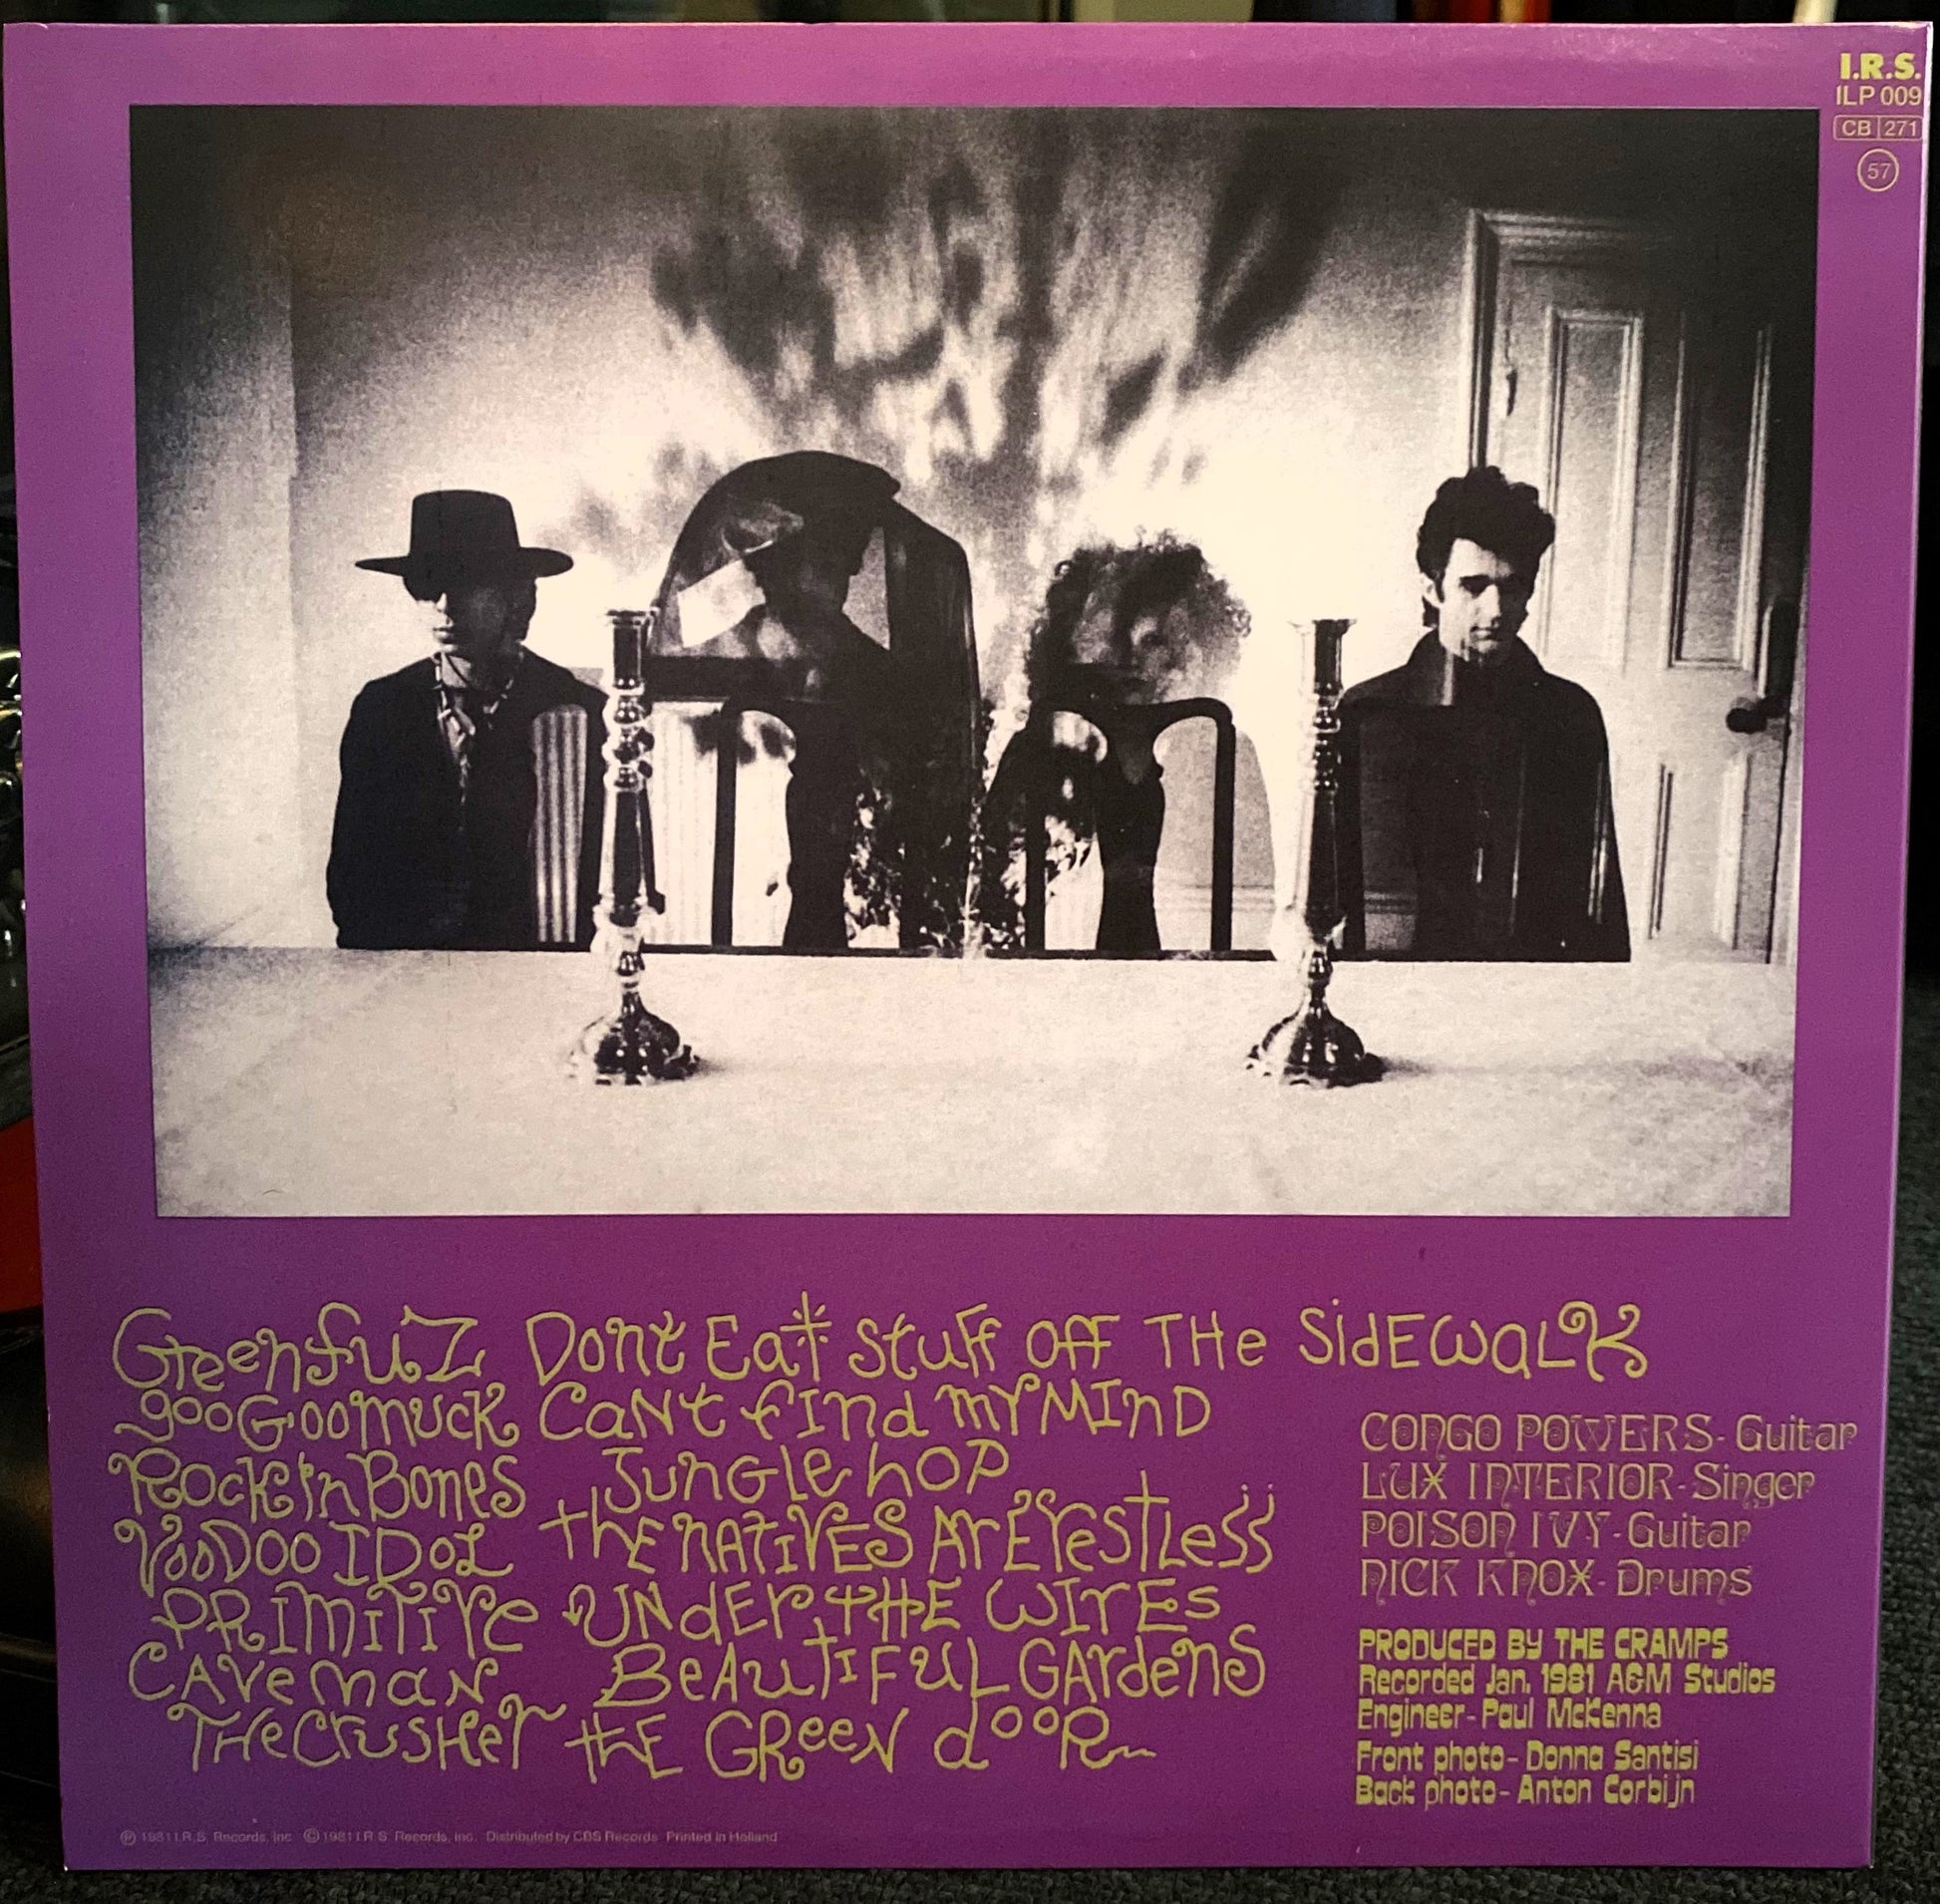 I.R.S.
ILP 009
CB 271
57
Greenfuz Dont Eat stuff off THe SidEwaLK
gooGoomuck CaNt fInd mY MInD
Rockin Bones JunGle hOP
VooDoo IDoL thE NATiVES ArE restless
PRImiTiVe UNdEr tHE WIrEs
CAVeman BeAuTiFuL GArdens
THe CrusHer thE GReeN dooR
CONGO POWERS - Guitar
LUX INTERIOR - Singer
POISON IVY - Guitar
NICK KNOX - Drums
PRODUCED BY THE CRAMPS
Recorded Jan. 1981 A&M Studios
Engineer - Paul McKenna
Front photo - Donna Santisi
Back photo - Anton Corbijn
℗ 1981 I.R.S. Records, Inc. © 1981 I.R.S. Records, Inc. Distributed by CBS Records Printed in Holland